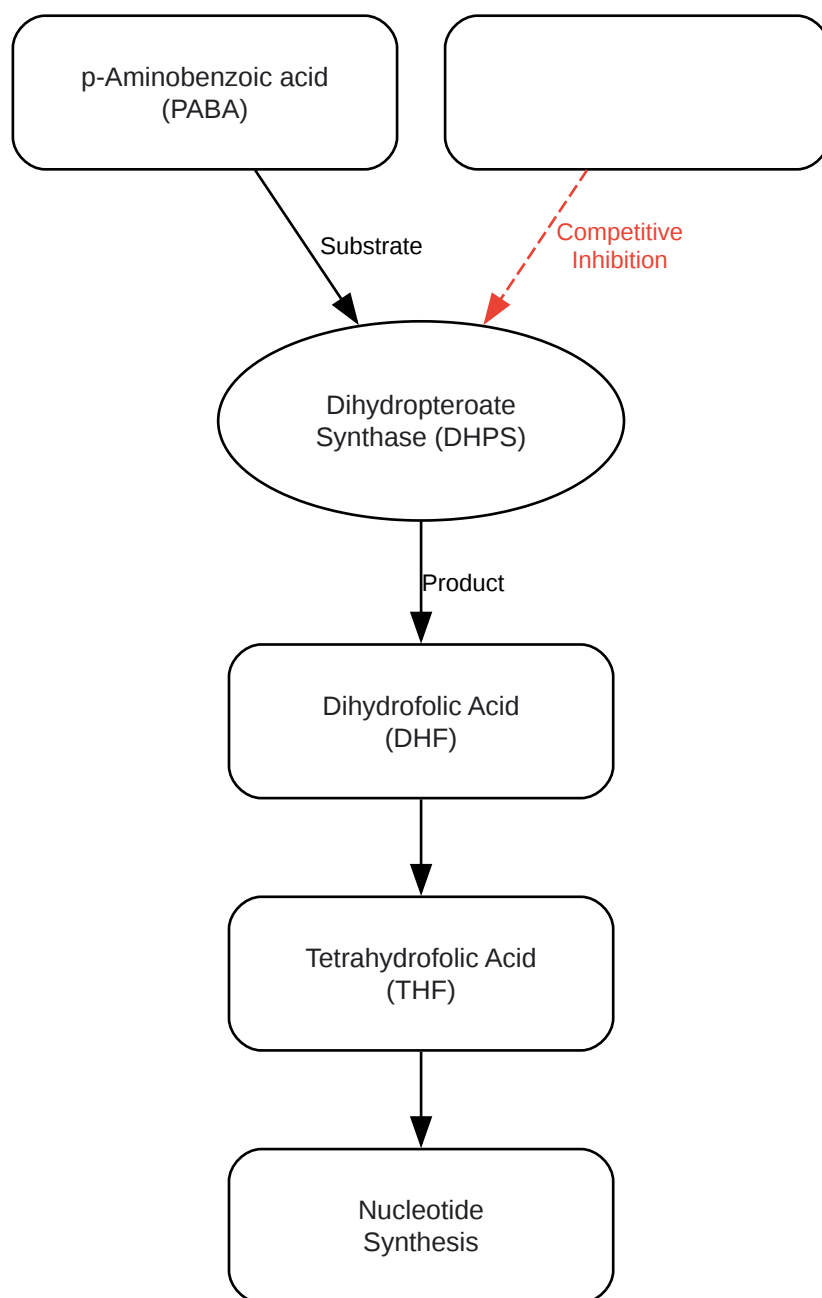 p-Aminobenzoic acid
(PABA)
Substrate
Competitive
Inhibition
Dihydropteroate
Synthase (DHPS)
Product
Dihydrofolic Acid
(DHF)
Tetrahydrofolic Acid
(THF)
Nucleotide
Synthesis